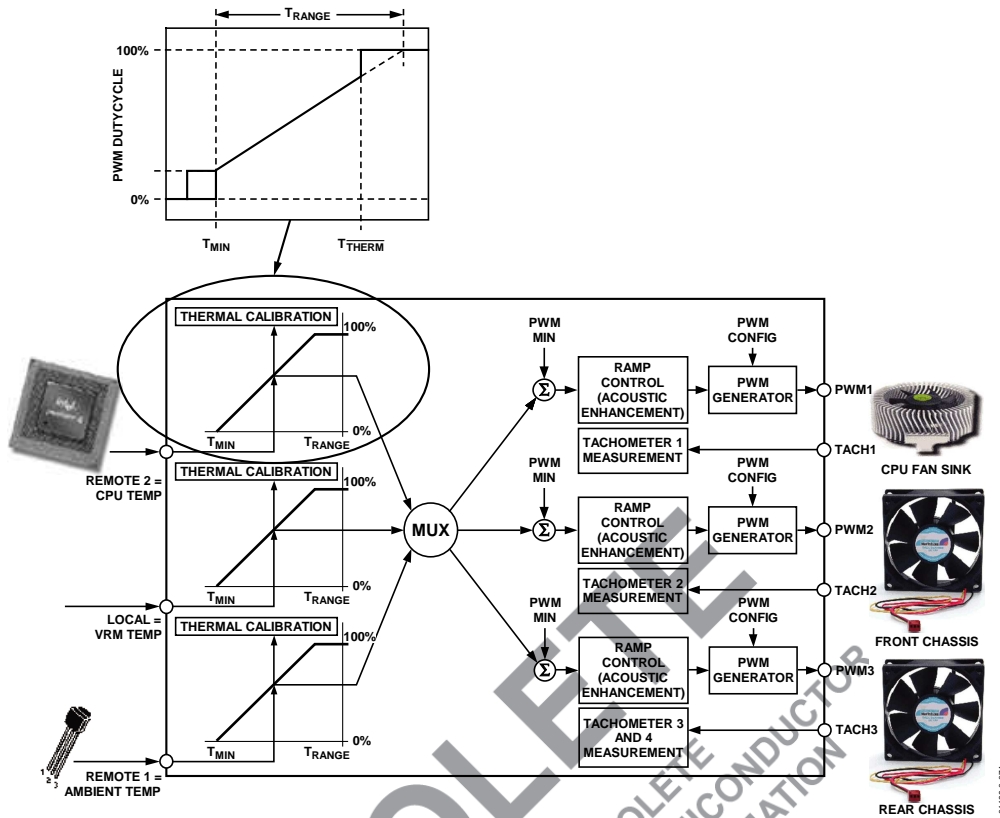 TRANGE
100%
PWM DUTYCYCLE
0%
TMIN
TTHERM
THERMAL CALIBRATION
100%
0%
TMIN
TRANGE
REMOTE 2 =
CPU TEMP
THERMAL CALIBRATION
100%
0%
TMIN
TRANGE
LOCAL =
VRM TEMP
THERMAL CALIBRATION
100%
0%
TMIN
TRANGE
REMOTE 1 =
AMBIENT TEMP
1
2
3
intel
MUX
PWM
MIN
Σ
RAMP
CONTROL
(ACOUSTIC
ENHANCEMENT)
PWM
CONFIG
PWM
GENERATOR
PWM1
TACHOMETER 1
MEASUREMENT
TACH1
CPU FAN SINK
PWM
MIN
Σ
RAMP
CONTROL
(ACOUSTIC
ENHANCEMENT)
PWM
CONFIG
PWM
GENERATOR
PWM2
TACHOMETER 2
MEASUREMENT
TACH2
FRONT CHASSIS
PWM
MIN
Σ
RAMP
CONTROL
(ACOUSTIC
ENHANCEMENT)
PWM
CONFIG
PWM
GENERATOR
PWM3
TACHOMETER 3
AND 4
MEASUREMENT
TACH3
REAR CHASSIS